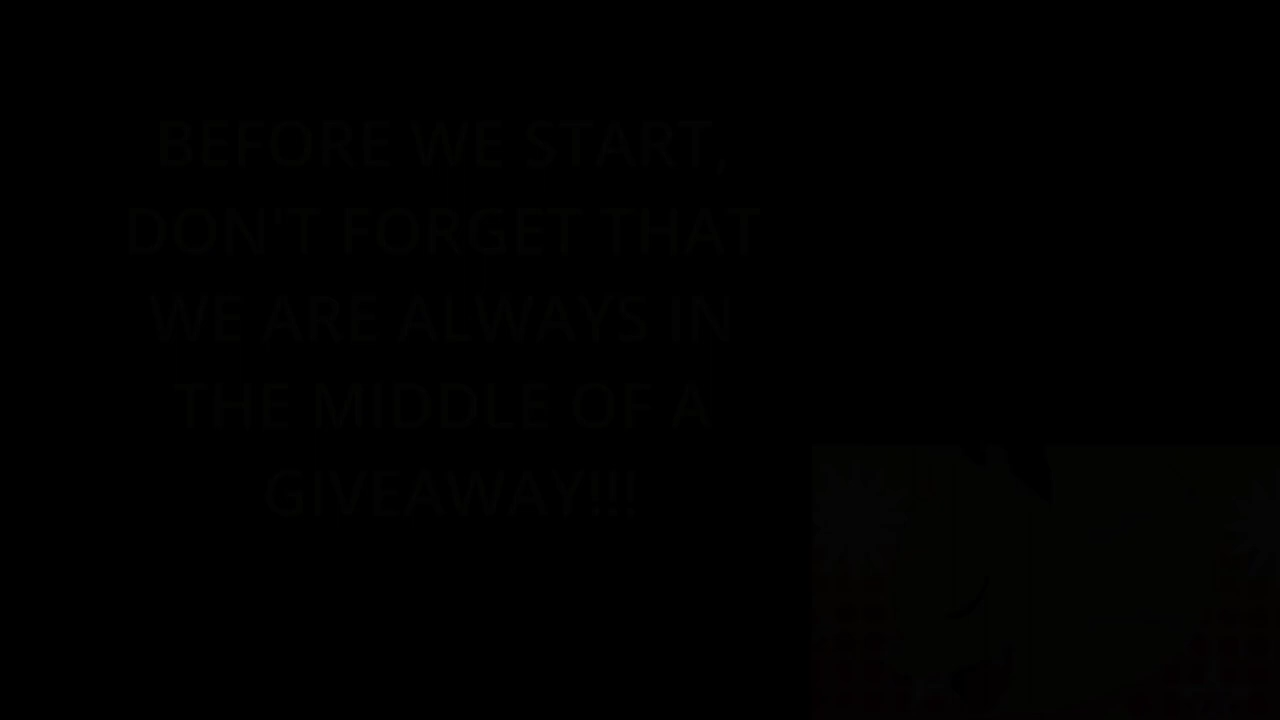 BEFORE WE START,
DON'T FORGET THAT
WE ARE ALWAYS IN
THE MIDDLE OF A
GIVEAWAY!!!